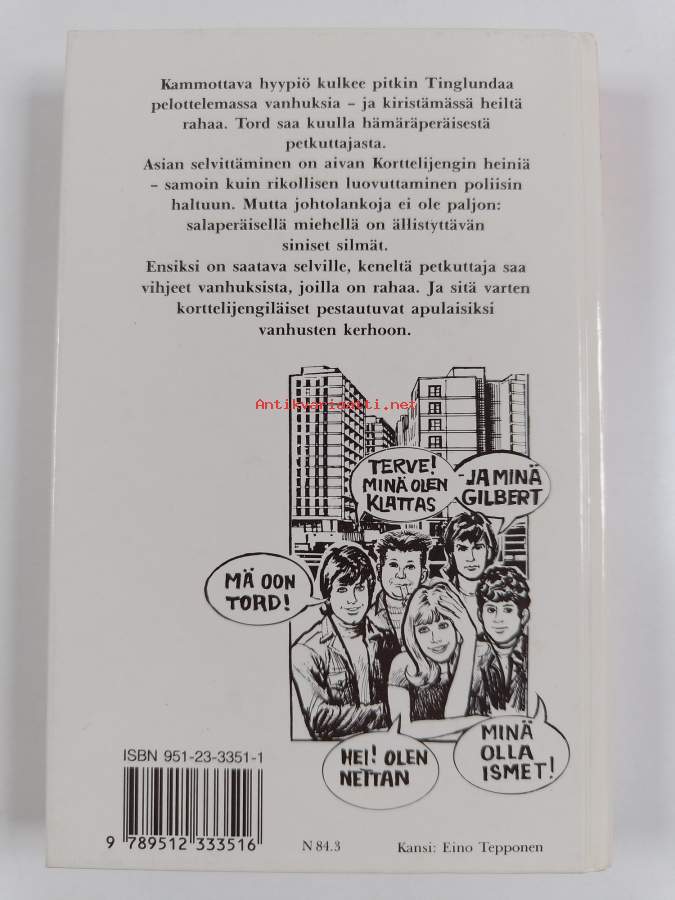 Kammottava hyypiö kulkee pitkin Tinglundaa
pelottelemassa vanhuksia – ja kiristämässä heiltä
rahaa. Tord saa kuulla hämäräperäisestä
petkuttajasta.
Asian selvittäminen on aivan Korttelijengin heiniä
– samoin kuin rikollisen luovuttaminen poliisin
haltuun. Mutta johtolankoja ei ole paljon:
salaperäisellä miehellä on ällistyttävän
siniset silmät.
Ensiksi on saatava selville, keneltä petkuttaja saa
vihjeet vanhuksista, joilla on rahaa. Ja sitä varten
korttelijengiläiset pestautuvat apulaisiksi
vanhusten kerhoon.
Antikvariaatti.net
TERVE!
MINÄ OLEN
KLATTAS
JA MINÄ
GILBERT
MÄ OON
TORD!
HEI! OLEN
NETTAN
MINÄ
OLLA
ISMET!
ISBN 951-23-3351-1
9 789512 333516
N 84.3
Kansi: Eino Tepponen